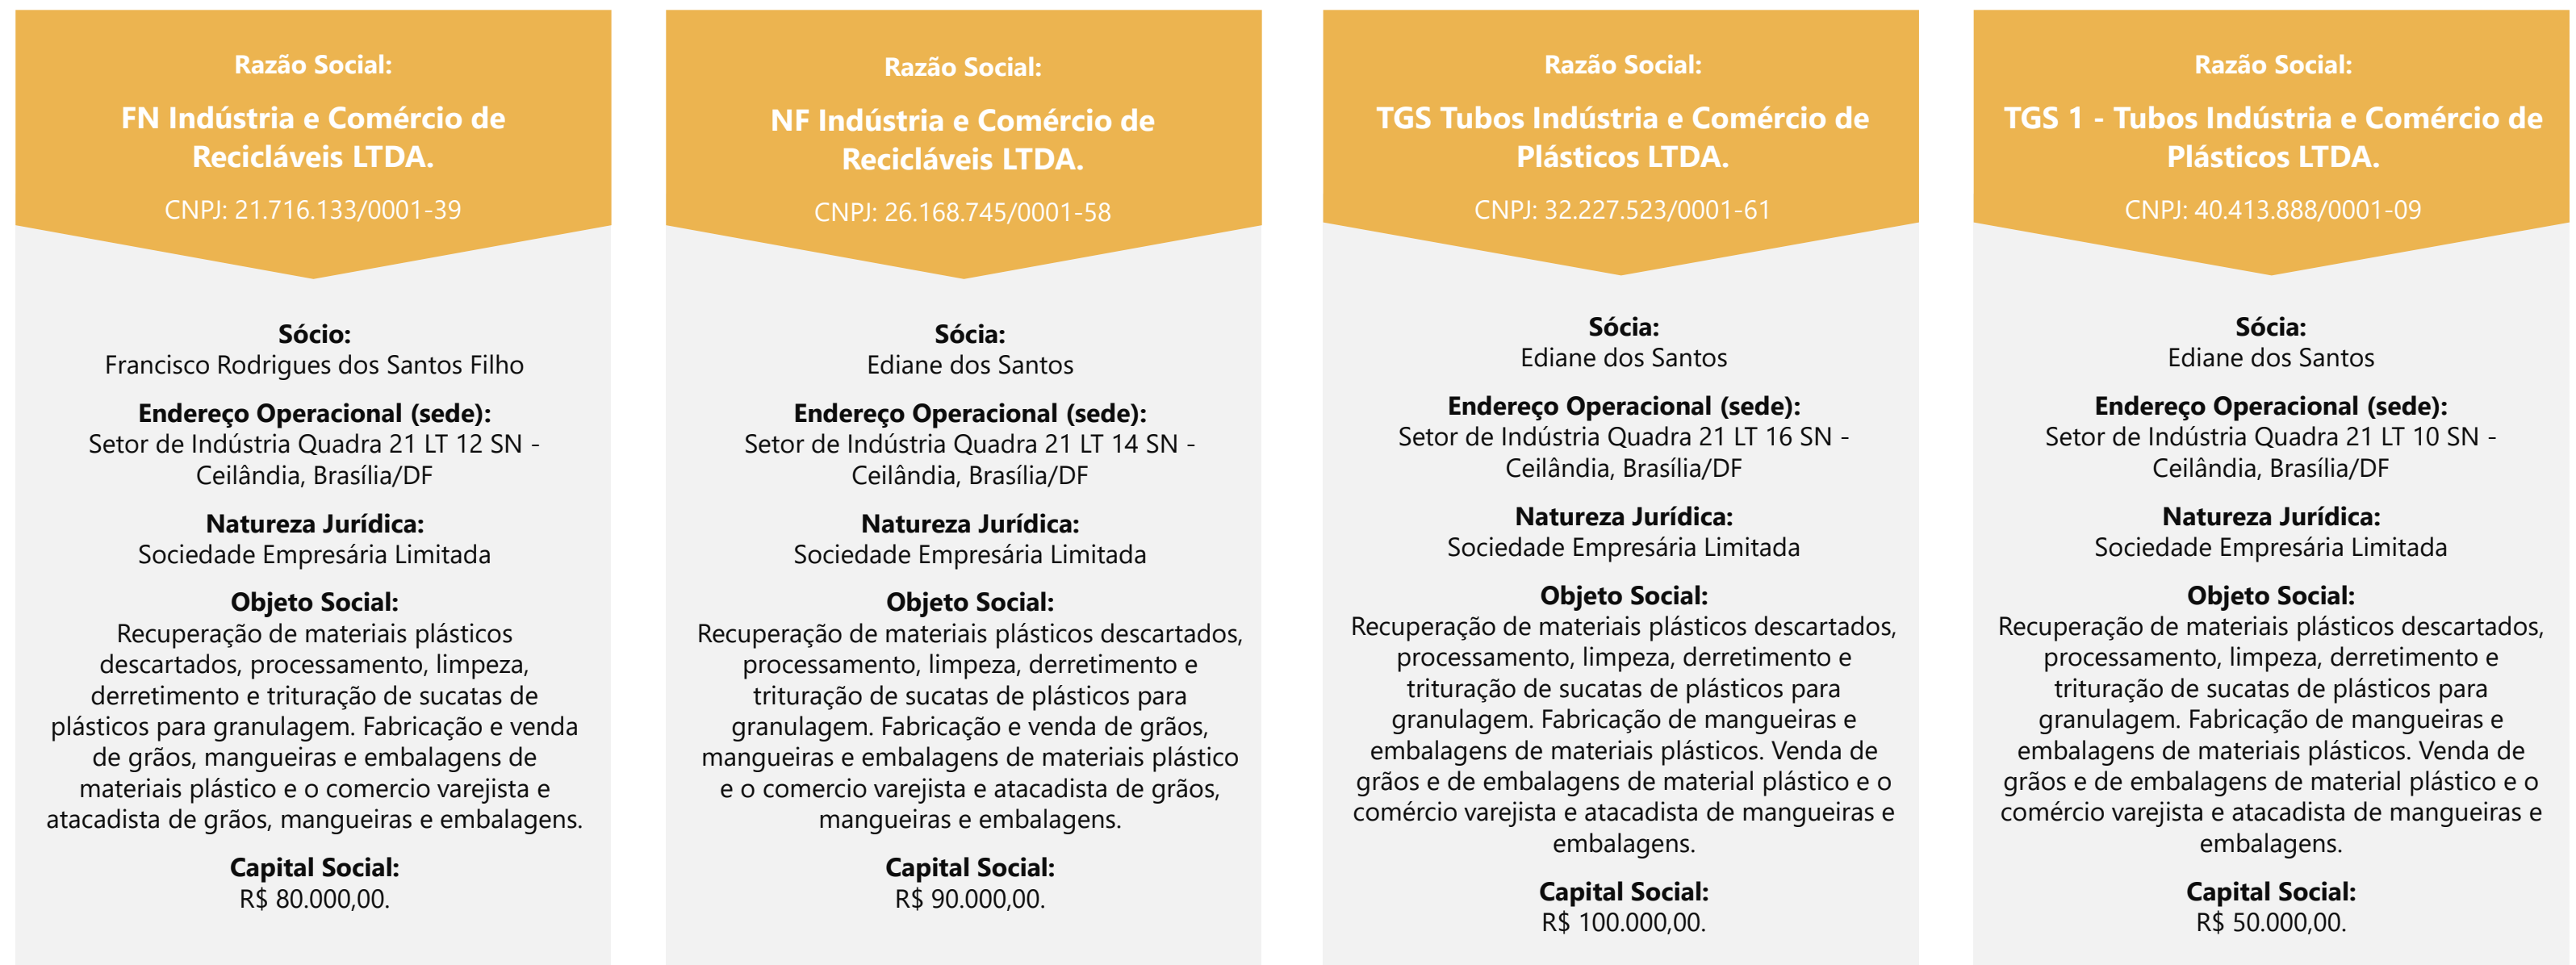 Razão Social:
FN Indústria e Comércio de
Recicláveis LTDA.
CNPJ: 21.716.133/0001-39
Sócio:
Francisco Rodrigues dos Santos Filho
Endereço Operacional (sede):
Setor de Indústria Quadra 21 LT 12 SN -
Ceilândia, Brasília/DF
Natureza Jurídica:
Sociedade Empresária Limitada
Objeto Social:
Recuperação de materiais plásticos
descartados, processamento, limpeza,
derretimento e trituração de sucatas de
plásticos para granulagem. Fabricação e venda
de grãos, mangueiras e embalagens de
materiais plástico e o comercio varejista e
atacadista de grãos, mangueiras e embalagens.
Capital Social:
R$ 80.000,00.
Razão Social:
NF Indústria e Comércio de
Recicláveis LTDA.
CNPJ: 26.168.745/0001-58
Sócia:
Ediane dos Santos
Endereço Operacional (sede):
Setor de Indústria Quadra 21 LT 14 SN -
Ceilândia, Brasília/DF
Natureza Jurídica:
Sociedade Empresária Limitada
Objeto Social:
Recuperação de materiais plásticos descartados,
processamento, limpeza, derretimento e
trituração de sucatas de plásticos para
granulagem. Fabricação e venda de grãos,
mangueiras e embalagens de materiais plástico
e o comercio varejista e atacadista de grãos,
mangueiras e embalagens.
Capital Social:
R$ 90.000,00.
Razão Social:
TGS Tubos Indústria e Comércio de
Plásticos LTDA.
CNPJ: 32.227.523/0001-61
Sócia:
Ediane dos Santos
Endereço Operacional (sede):
Setor de Indústria Quadra 21 LT 16 SN -
Ceilândia, Brasília/DF
Natureza Jurídica:
Sociedade Empresária Limitada
Objeto Social:
Recuperação de materiais plásticos descartados,
processamento, limpeza, derretimento e
trituração de sucatas de plásticos para
granulagem. Fabricação de mangueiras e
embalagens de materiais plásticos. Venda de
grãos e de embalagens de material plástico e o
comércio varejista e atacadista de mangueiras e
embalagens.
Capital Social:
R$ 100.000,00.
Razão Social:
TGS 1 - Tubos Indústria e Comércio de
Plásticos LTDA.
CNPJ: 40.413.888/0001-09
Sócia:
Ediane dos Santos
Endereço Operacional (sede):
Setor de Indústria Quadra 21 LT 10 SN -
Ceilândia, Brasília/DF
Natureza Jurídica:
Sociedade Empresária Limitada
Objeto Social:
Recuperação de materiais plásticos descartados,
processamento, limpeza, derretimento e
trituração de sucatas de plásticos para
granulagem. Fabricação de mangueiras e
embalagens de materiais plásticos. Venda de
grãos e de embalagens de material plástico e o
comércio varejista e atacadista de mangueiras e
embalagens.
Capital Social:
R$ 50.000,00.